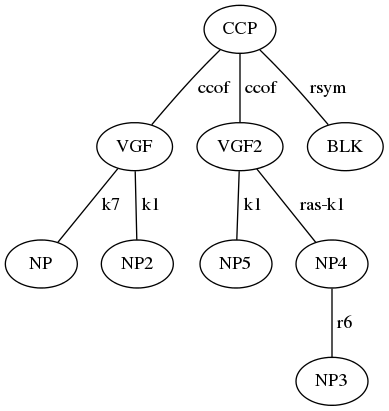 CCP
ccof ccof rsym
VGF VGF2 BLK
k7 k1 k1 ras-k1
NP NP2 NP5 NP4
r6
NP3